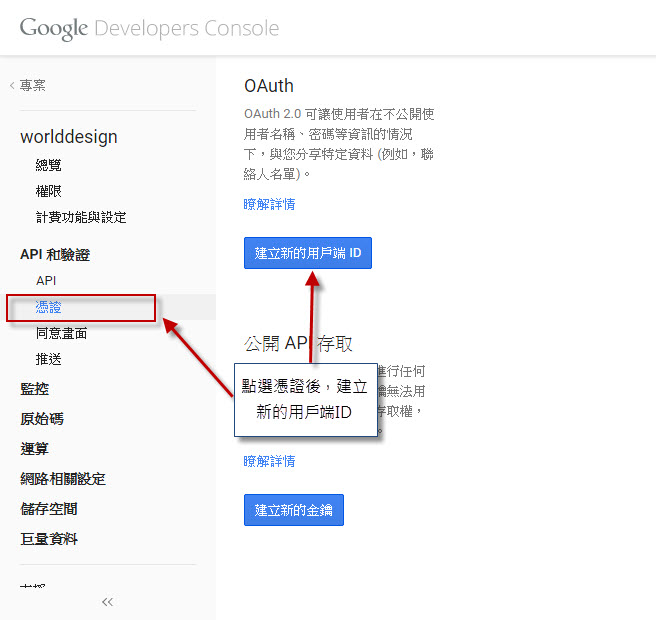 Google Developers Console
專案
worlddesign
總覽
權限
計費功能與設定
API 和驗證
API
憑證
同意畫面
推送
監控
原始碼
運算
網路相關設定
儲存空間
巨量資料
OAuth
OAuth 2.0 可讓使用者在不公開使
用者名稱、密碼等資訊的情況
下，與您分享特定資料 (例如，聯
絡人名單)。
瞭解詳情
建立新的用戶端 ID
公開 API 存取
進行任何
無法用
存取權，
。
點選憑證後，建立
新的用戶端ID
瞭解詳情
建立新的金鑰